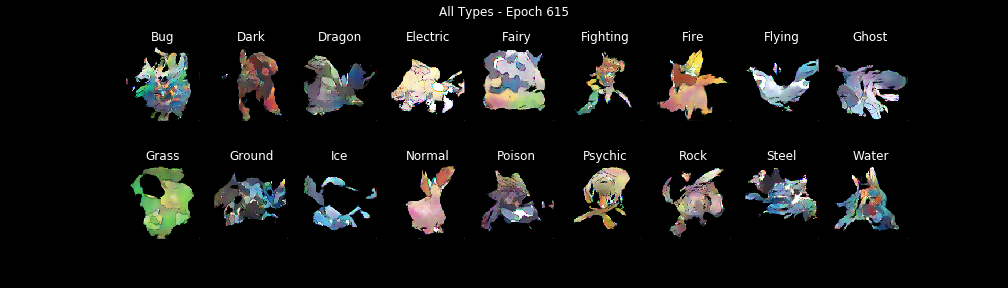 All Types - Epoch 615
Bug Dark Dragon Electric Fairy Fighting Fire Flying Ghost
Grass Ground Ice Normal Poison Psychic Rock Steel Water